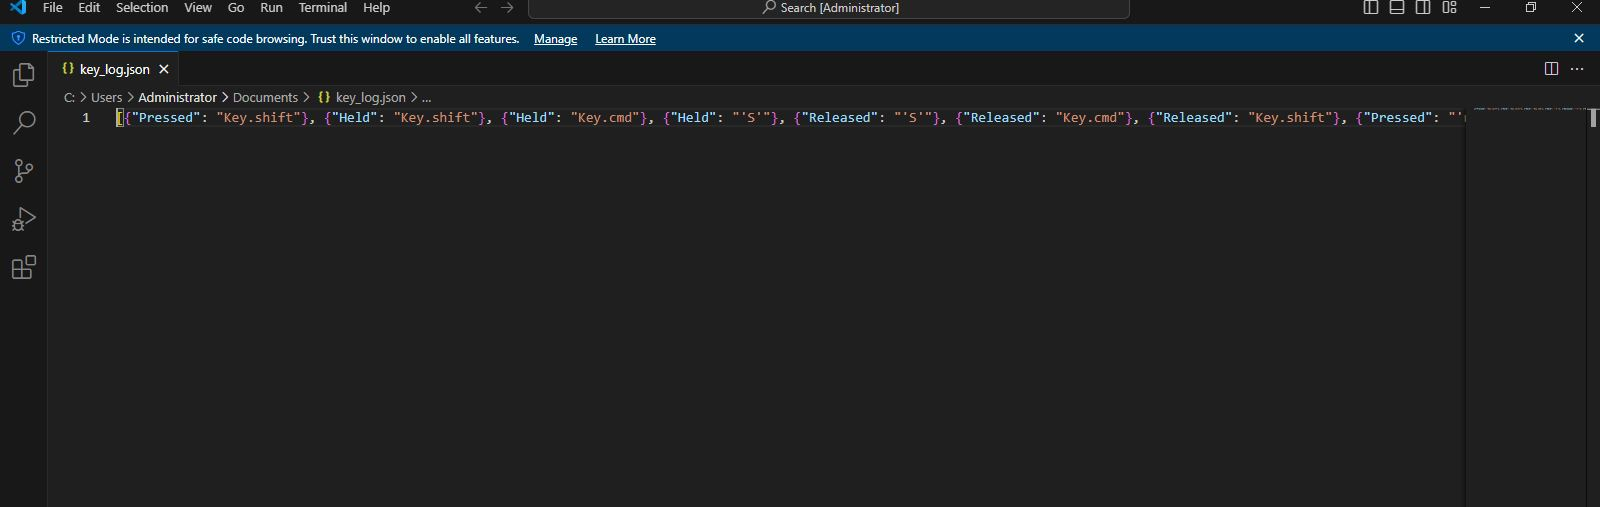 File Edit Selection View Go Run Terminal Help Search [Administrator]
Restricted Mode is intended for safe code browsing. Trust this window to enable all features. Manage Learn More
{} key_log.json
C: > Users > Administrator > Documents > {} key_log.json > ...
1 [{"Pressed": "Key.shift"}, {"Held": "Key.shift"}, {"Held": "Key.cmd"}, {"Held": "'S'"}, {"Released": "'S'"}, {"Released": "Key.cmd"}, {"Released": "Key.shift"}, {"Pressed": "'